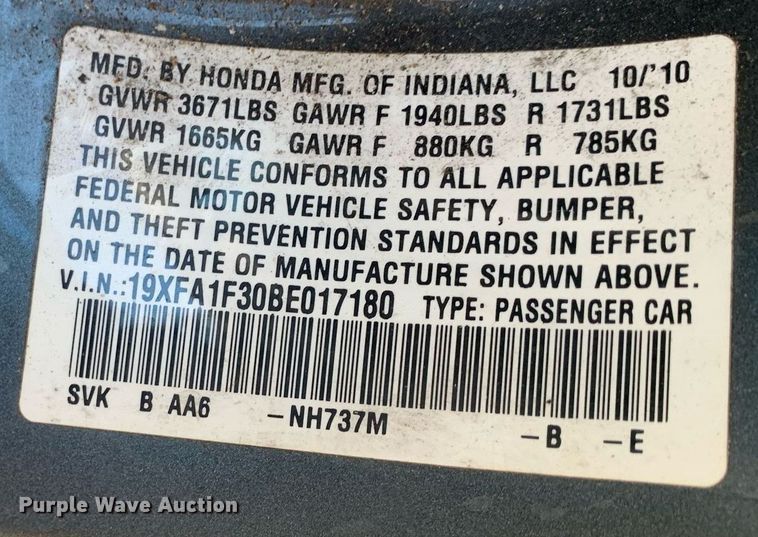 MFD. BY HONDA MFG. OF INDIANA, LLC 10/'10
GVWR 3671LBS GAWR F 1940LBS R 1731LBS
GVWR 1665KG GAWR F 880KG R 785KG
THIS VEHICLE CONFORMS TO ALL APPLICABLE
FEDERAL MOTOR VEHICLE SAFETY, BUMPER,
AND THEFT PREVENTION STANDARDS IN EFFECT
ON THE DATE OF MANUFACTURE SHOWN ABOVE.
V.I.N.:19XFA1F30BE017180 TYPE: PASSENGER CAR
SVK B AA6 -NH737M -B -E
Purple Wave Auction